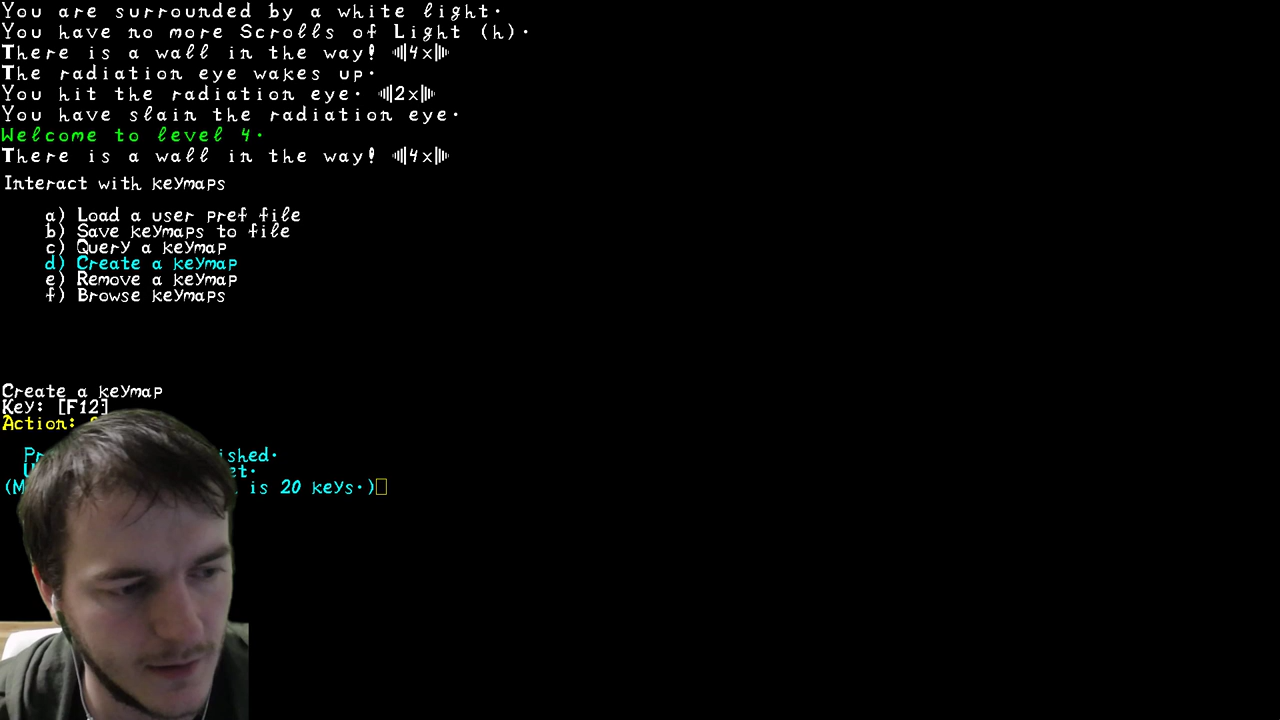 You are surrounded by a white light.
You have no more Scrolls of Light (h).
There is a wall in the way! 4x
The radiation eye wakes up.
You hit the radiation eye. 2x
You have slain the radiation eye.
Welcome to level 4.
There is a wall in the way! 4x
Interact with keymaps
a) Load a user pref file
b) Save keymaps to file
c) Query a keymap
d) Create a keymap
e) Remove a keymap
f) Browse keymaps
Create a keymap
Key: [F12]
Action:
is 20 keys.)